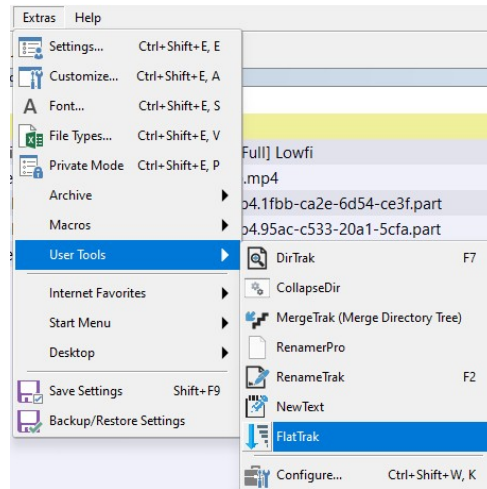 Extras Help
Settings... Ctrl+Shift+E, E
Customize... Ctrl+Shift+E, A
Font... Ctrl+Shift+E, S
File Types... Ctrl+Shift+E, V
Private Mode Ctrl+Shift+E, P
Archive
Macros
User Tools
Internet Favorites
Start Menu
Desktop
Save Settings Shift+F9
Backup/Restore Settings
Full] Lowfi
.mp4
p4.1fbb-ca2e-6d54-ce3f.part
p4.95ac-c533-20a1-5cfa.part
DirTrak F7
CollapseDir
MergeTrak (Merge Directory Tree)
RenamerPro
RenameTrak F2
NewText
FlatTrak
Configure... Ctrl+Shift+W, K